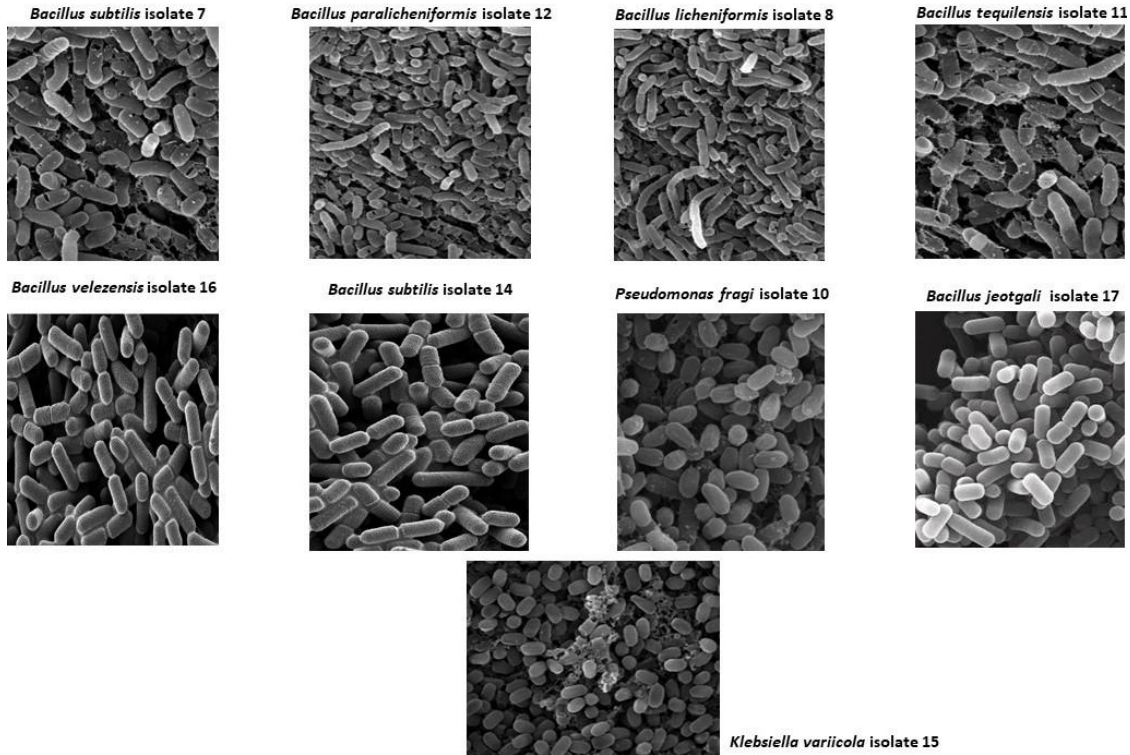 Bacillus subtilis isolate 7
Bacillus paralicheniformis isolate 12
Bacillus licheniformis isolate 8
Bacillus tequilensis isolate 11
Bacillus velezensis isolate 16
Bacillus subtilis isolate 14
Pseudomonas fragi isolate 10
Bacillus jeotgali isolate 17
Klebsiella variicola isolate 15